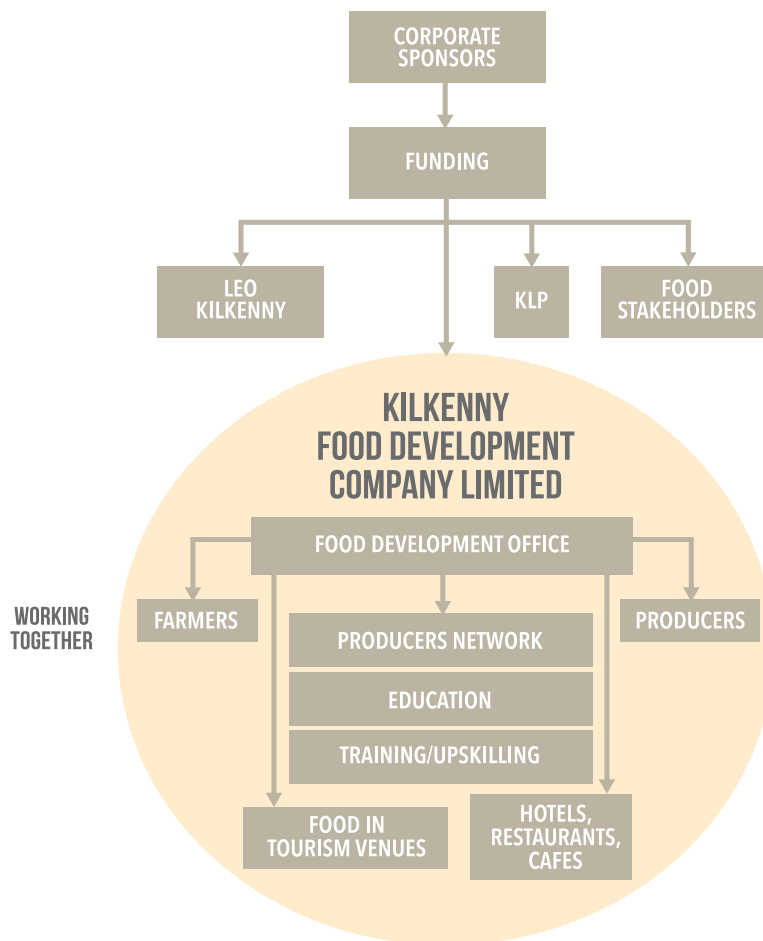 CORPORATE
SPONSORS
FUNDING
LEO
KILKENNY
KLP
FOOD
STAKEHOLDERS
KILKENNY
FOOD DEVELOPMENT
COMPANY LIMITED
FOOD DEVELOPMENT OFFICE
WORKING
TOGETHER
FARMERS
PRODUCERS
PRODUCERS NETWORK
EDUCATION
TRAINING/UPSKILLING
FOOD IN
TOURISM VENUES
HOTELS,
RESTAURANTS,
CAFES